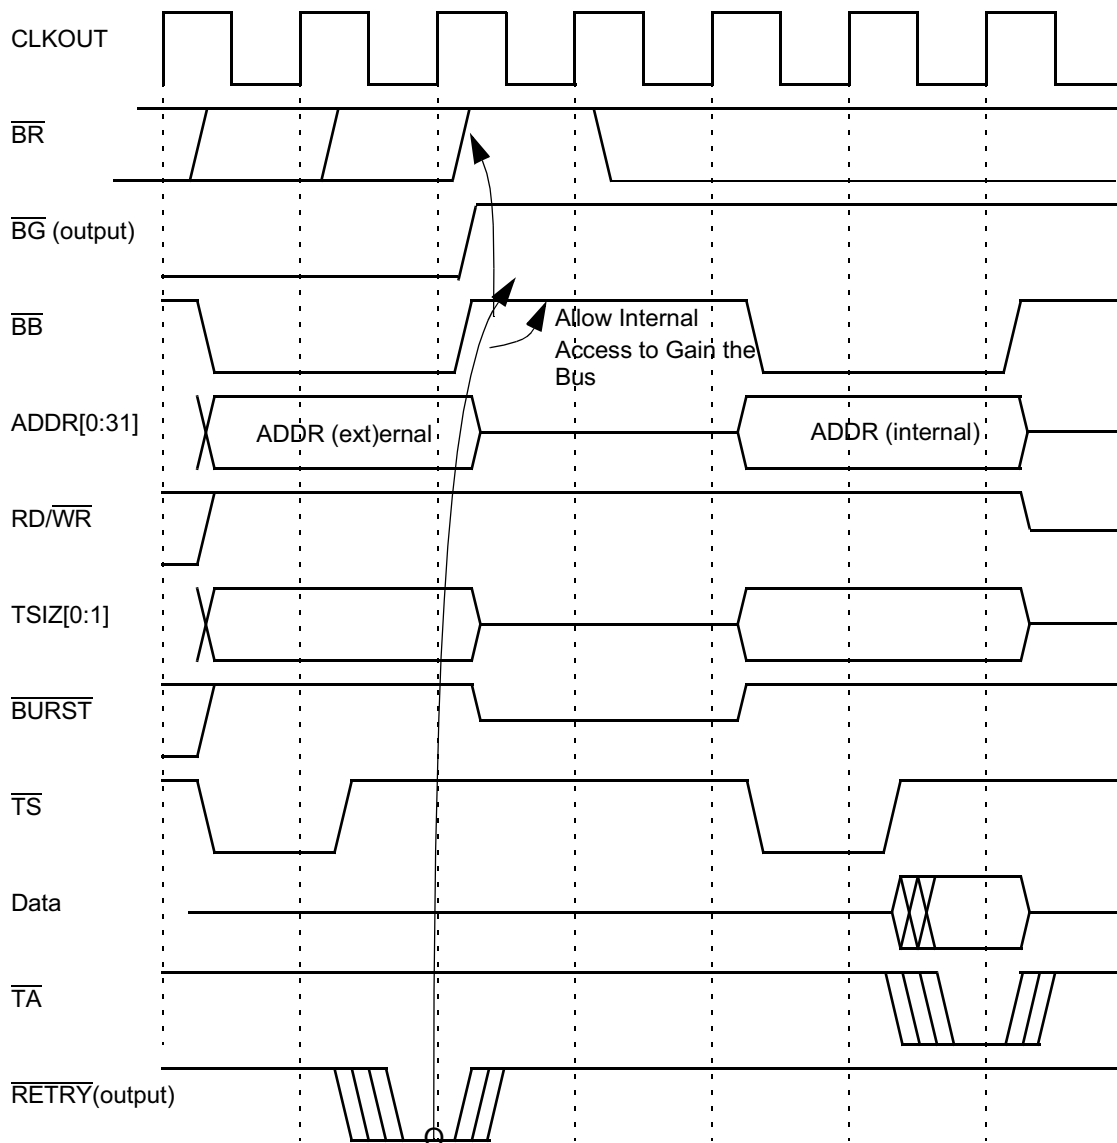 CLKOUT
BR
BG (output)
BB
Allow Internal
Access to Gain the
Bus
ADDR[0:31]
ADDR (ext)ernal
ADDR (internal)
RD/WR
TSIZ[0:1]
BURST
TS
Data
TA
RETRY(output)